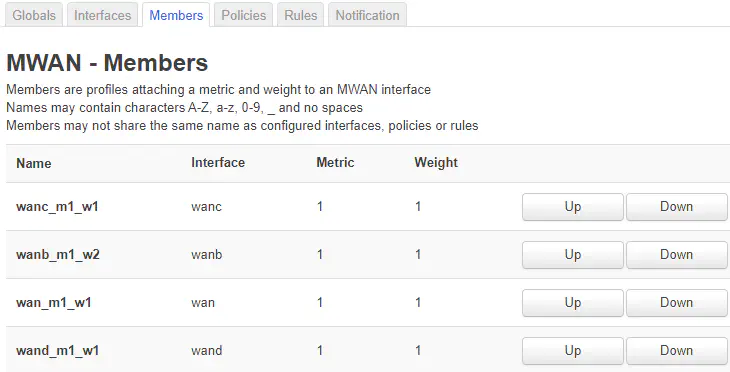 Globals Interfaces Members Policies Rules Notification
MWAN - Members
Members are profiles attaching a metric and weight to an MWAN interface
Names may contain characters A-Z, a-z, 0-9, _ and no spaces
Members may not share the same name as configured interfaces, policies or rules
Name Interface Metric Weight
wanc_m1_w1 wanc 1 1 Up Down
wanb_m1_w2 wanb 1 1 Up Down
wan_m1_w1 wan 1 1 Up Down
wand_m1_w1 wand 1 1 Up Down